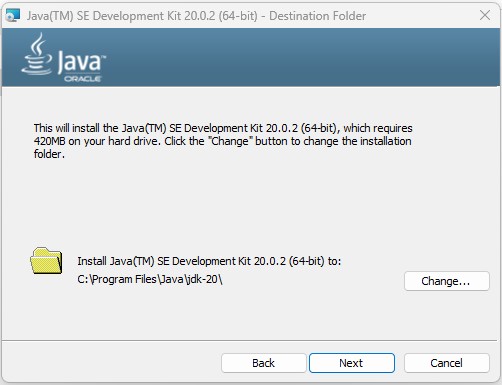 Java(TM) SE Development Kit 20.0.2 (64-bit) - Destination Folder
Java™
ORACLE
This will install the Java(TM) SE Development Kit 20.0.2 (64-bit), which requires
420MB on your hard drive. Click the "Change" button to change the installation
folder.
Install Java(TM) SE Development Kit 20.0.2 (64-bit) to:
C:\Program Files\Java\jdk-20\
Change...
Back
Next
Cancel